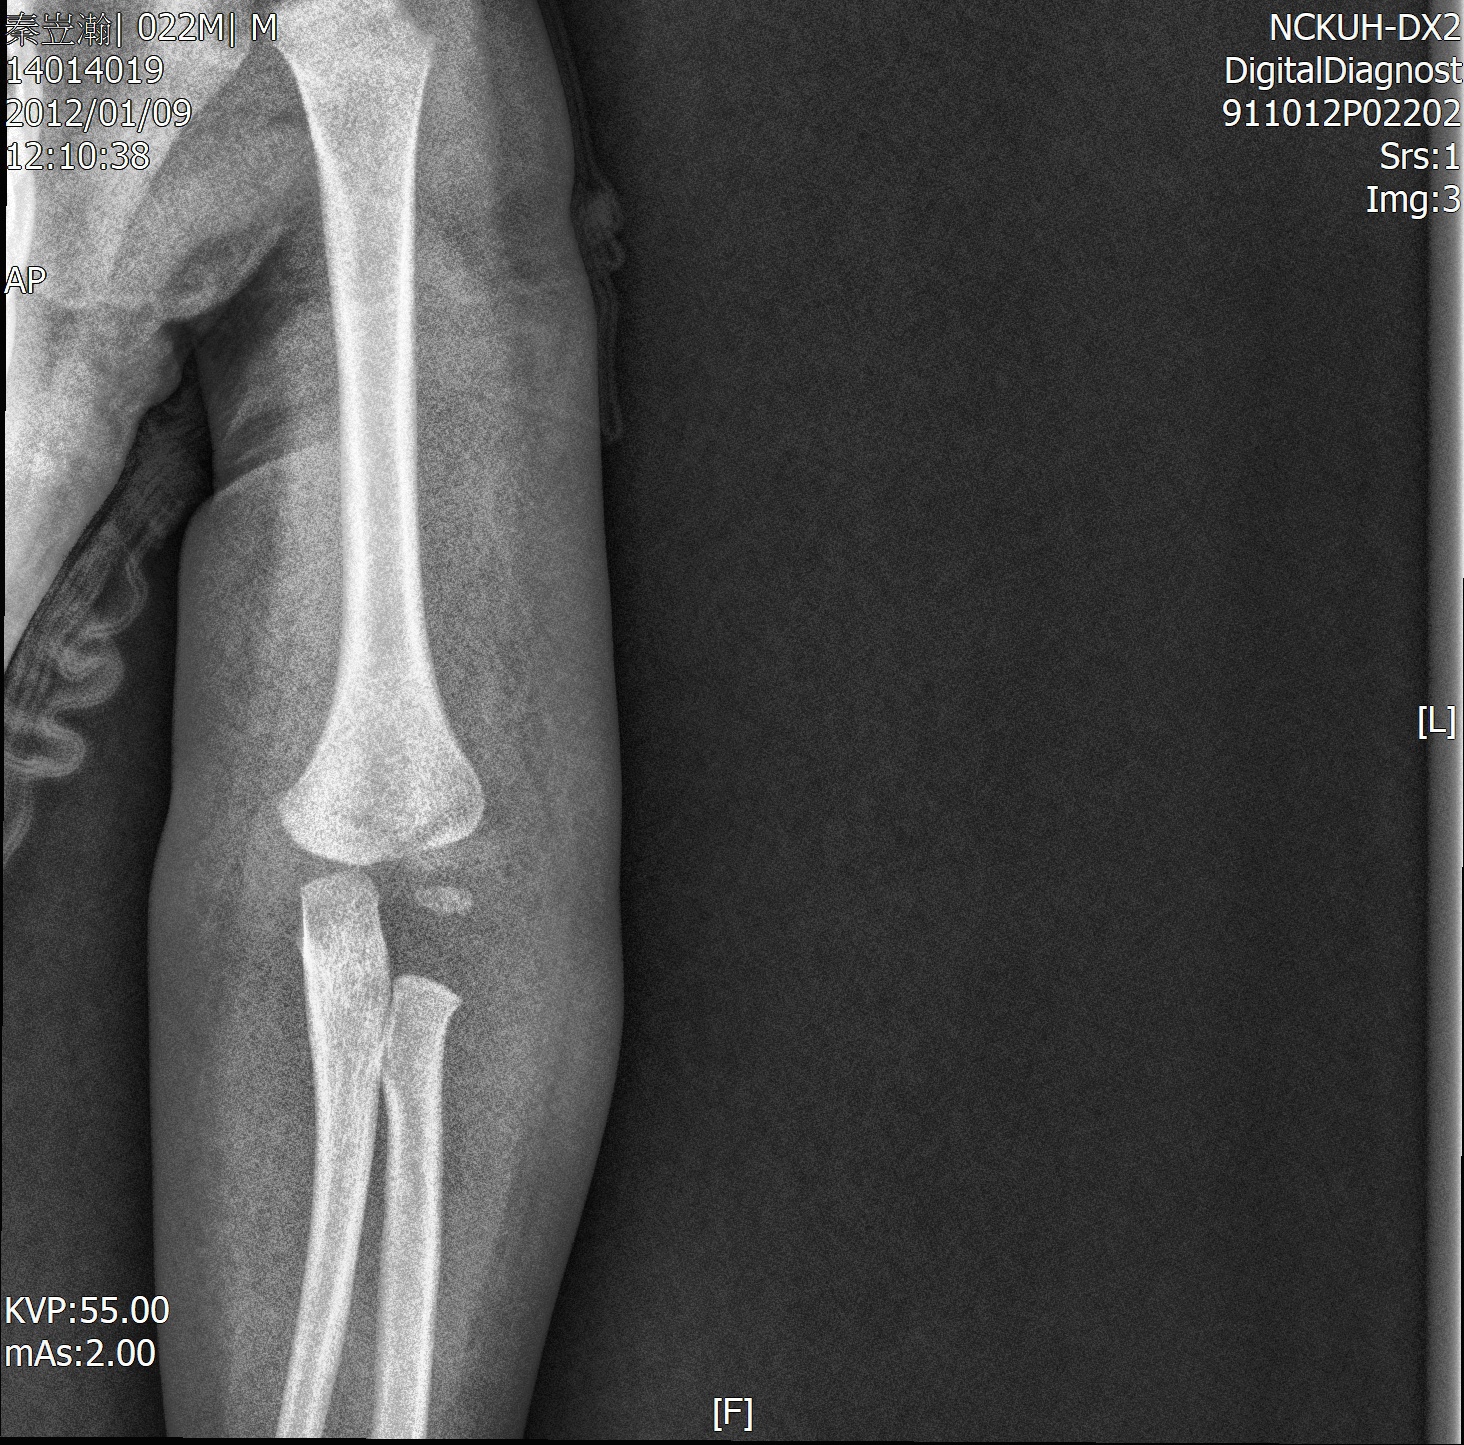 秦岦瀚| 022M| M
14014019
2012/01/09
12:10:38
AP
NCKUH-DX2
DigitalDiagnost
911012P02202
Srs:1
Img:3
[L]
KVP:55.00
mAs:2.00
[F]